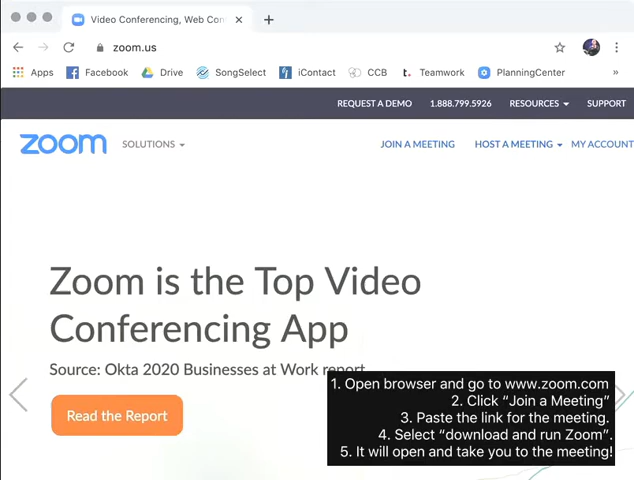 Video Conferencing, Web Con
zoom.us
Apps Facebook Drive SongSelect iContact CCB t. Teamwork PlanningCenter »
REQUEST A DEMO 1.888.799.5926 RESOURCES SUPPORT
zoom SOLUTIONS JOIN A MEETING HOST A MEETING MY ACCOUNT
Zoom is the Top Video
Conferencing App
Source: Okta 2020 Businesses at Work report
Read the Report
1. Open browser and go to www.zoom.com
2. Click “Join a Meeting”
3. Paste the link for the meeting.
4. Select “download and run Zoom”.
5. It will open and take you to the meeting!